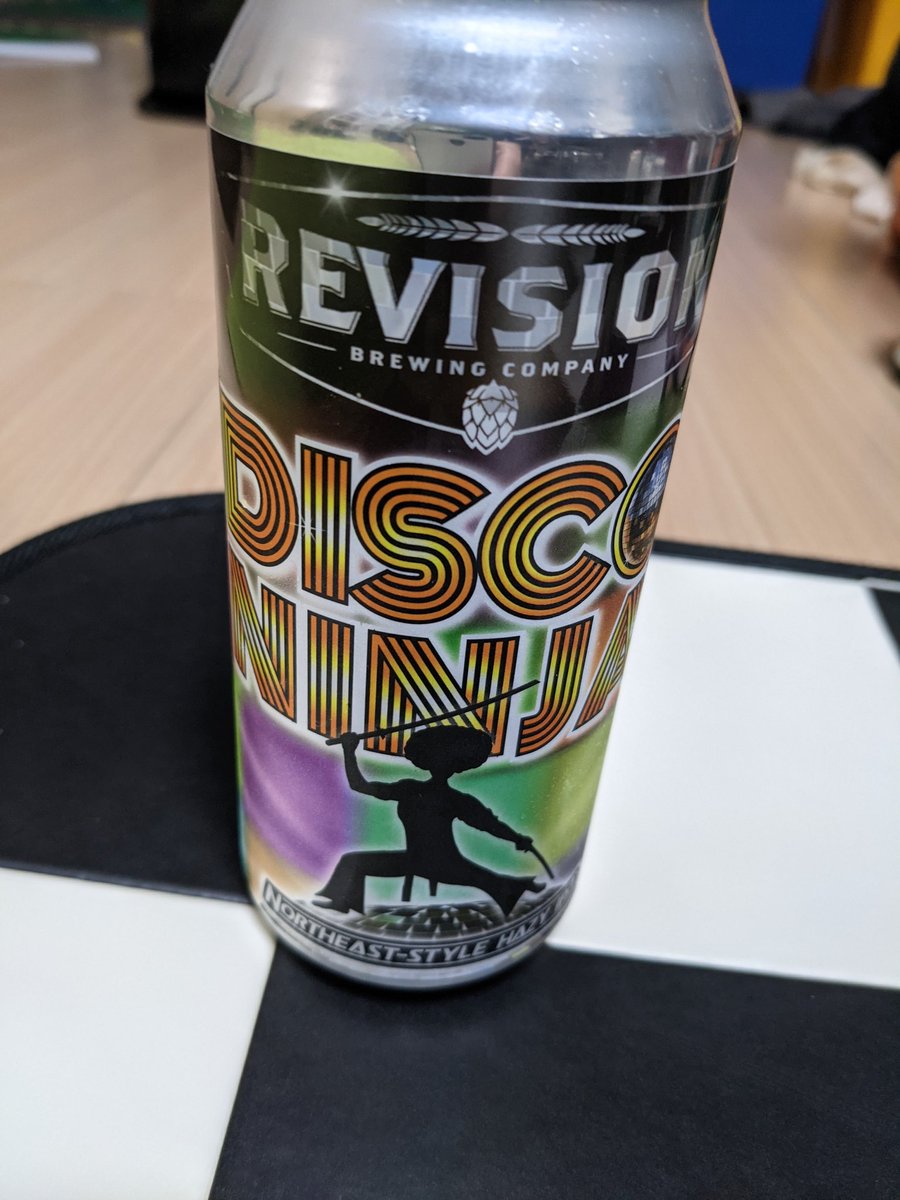 REVISION
BREWING COMPANY
DISCO
NINJA
NORTHEAST-STYLE HAZY